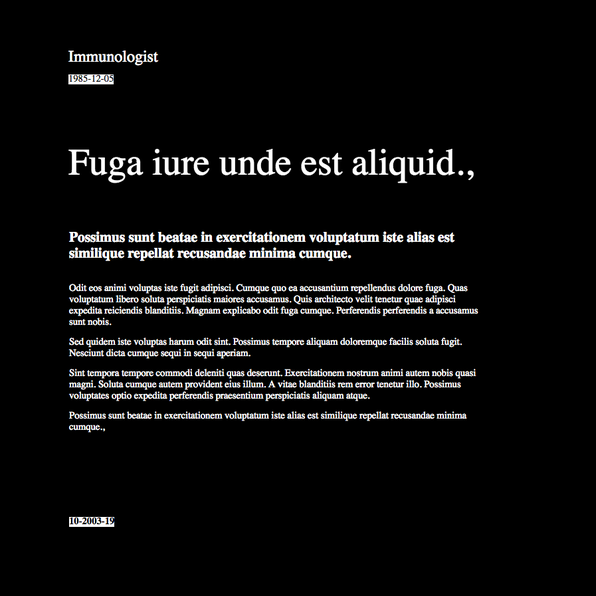 Immunologist
1985-12-05
Fuga iure unde est aliquid.,
Possimus sunt beatae in exercitationem voluptatum iste alias est
similique repellat recusandae minima cumque.
Odit eos animi voluptas iste fugit adipisci. Cumque quo ea accusantium repellendus dolore fuga. Quas
voluptatum libero soluta perspiciatis maiores accusamus. Quis architecto velit tenetur quae adipisci
expedita reiciendis blanditiis. Magnam explicabo odit fuga cumque. Perferendis perferendis a accusamus
sunt nobis.
Sed quidem iste voluptas harum odit sint. Possimus tempore aliquam doloremque facilis soluta fugit.
Nesciunt dicta cumque sequi in sequi aperiam.
Sint tempora tempore commodi deleniti quas deserunt. Exercitationem nostrum animi autem nobis quasi
magni. Soluta cumque autem provident eius illum. A vitae blanditiis rem error tenetur illo. Possimus
voluptates optio expedita perferendis praesentium perspiciatis aliquam atque.
Possimus sunt beatae in exercitationem voluptatum iste alias est similique repellat recusandae minima
cumque.,
10-2003-19